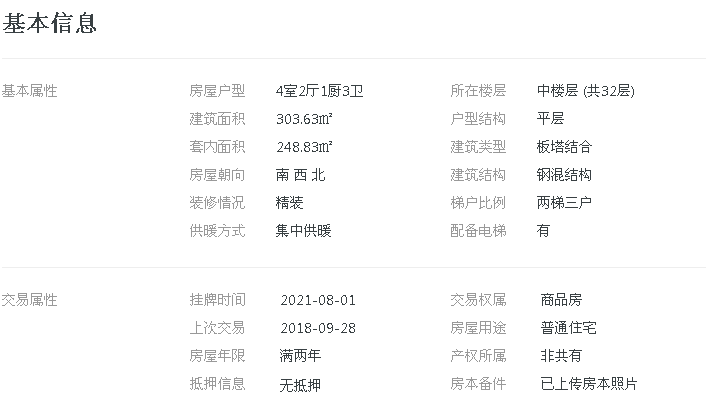 基本信息
基本属性 房屋户型 4室2厅1厨3卫 所在楼层 中楼层 (共32层)
建筑面积 303.63㎡ 户型结构 平层
套内面积 248.83㎡ 建筑类型 板塔结合
房屋朝向 南 西 北 建筑结构 钢混结构
装修情况 精装 梯户比例 两梯三户
供暖方式 集中供暖 配备电梯 有
交易属性 挂牌时间 2021-08-01 交易权属 商品房
上次交易 2018-09-28 房屋用途 普通住宅
房屋年限 满两年 产权所属 非共有
抵押信息 无抵押 房本备件 已上传房本照片